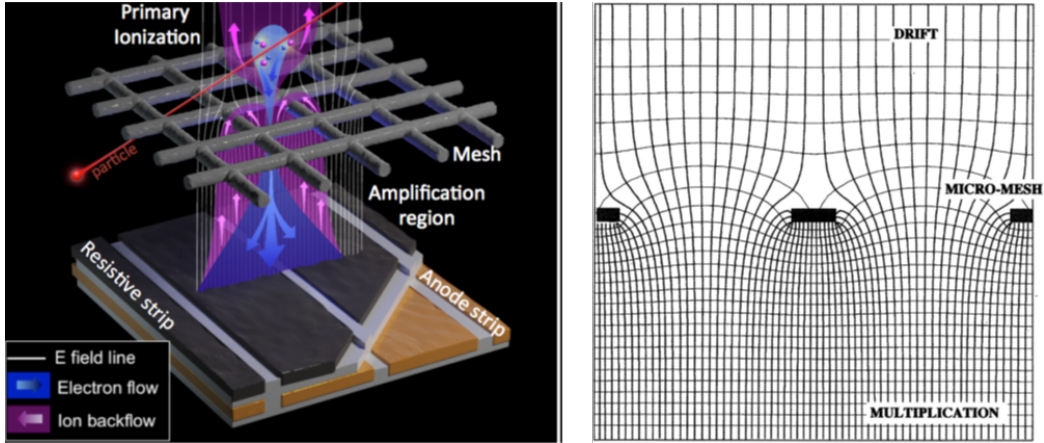 Primary
Ionization
particle
Mesh
Amplification
region
Resistive strip
Anode strip
E field line
Electron flow
Ion backflow
DRIFT
MICRO-MESH
MULTIPLICATION